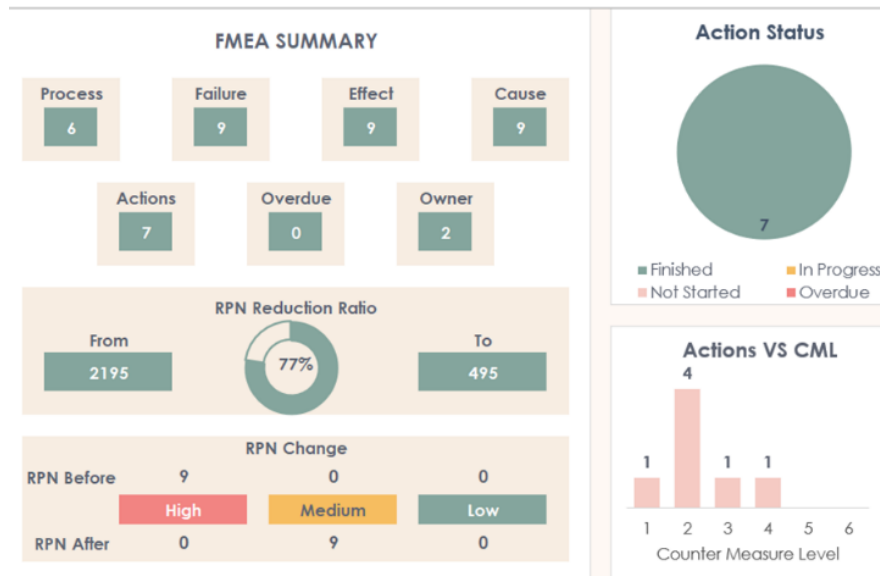 FMEA SUMMARY
Process Failure Effect Cause
6 9 9 9
Actions Overdue Owner
7 0 2
RPN Reduction Ratio
From To
2195 77% 495
RPN Change
RPN Before 9 0 0
High Medium Low
RPN After 0 9 0
Action Status
7
Finished In Progress
Not Started Overdue
Actions VS CML
4
1 1 1
1 2 3 4 5 6
Counter Measure Level